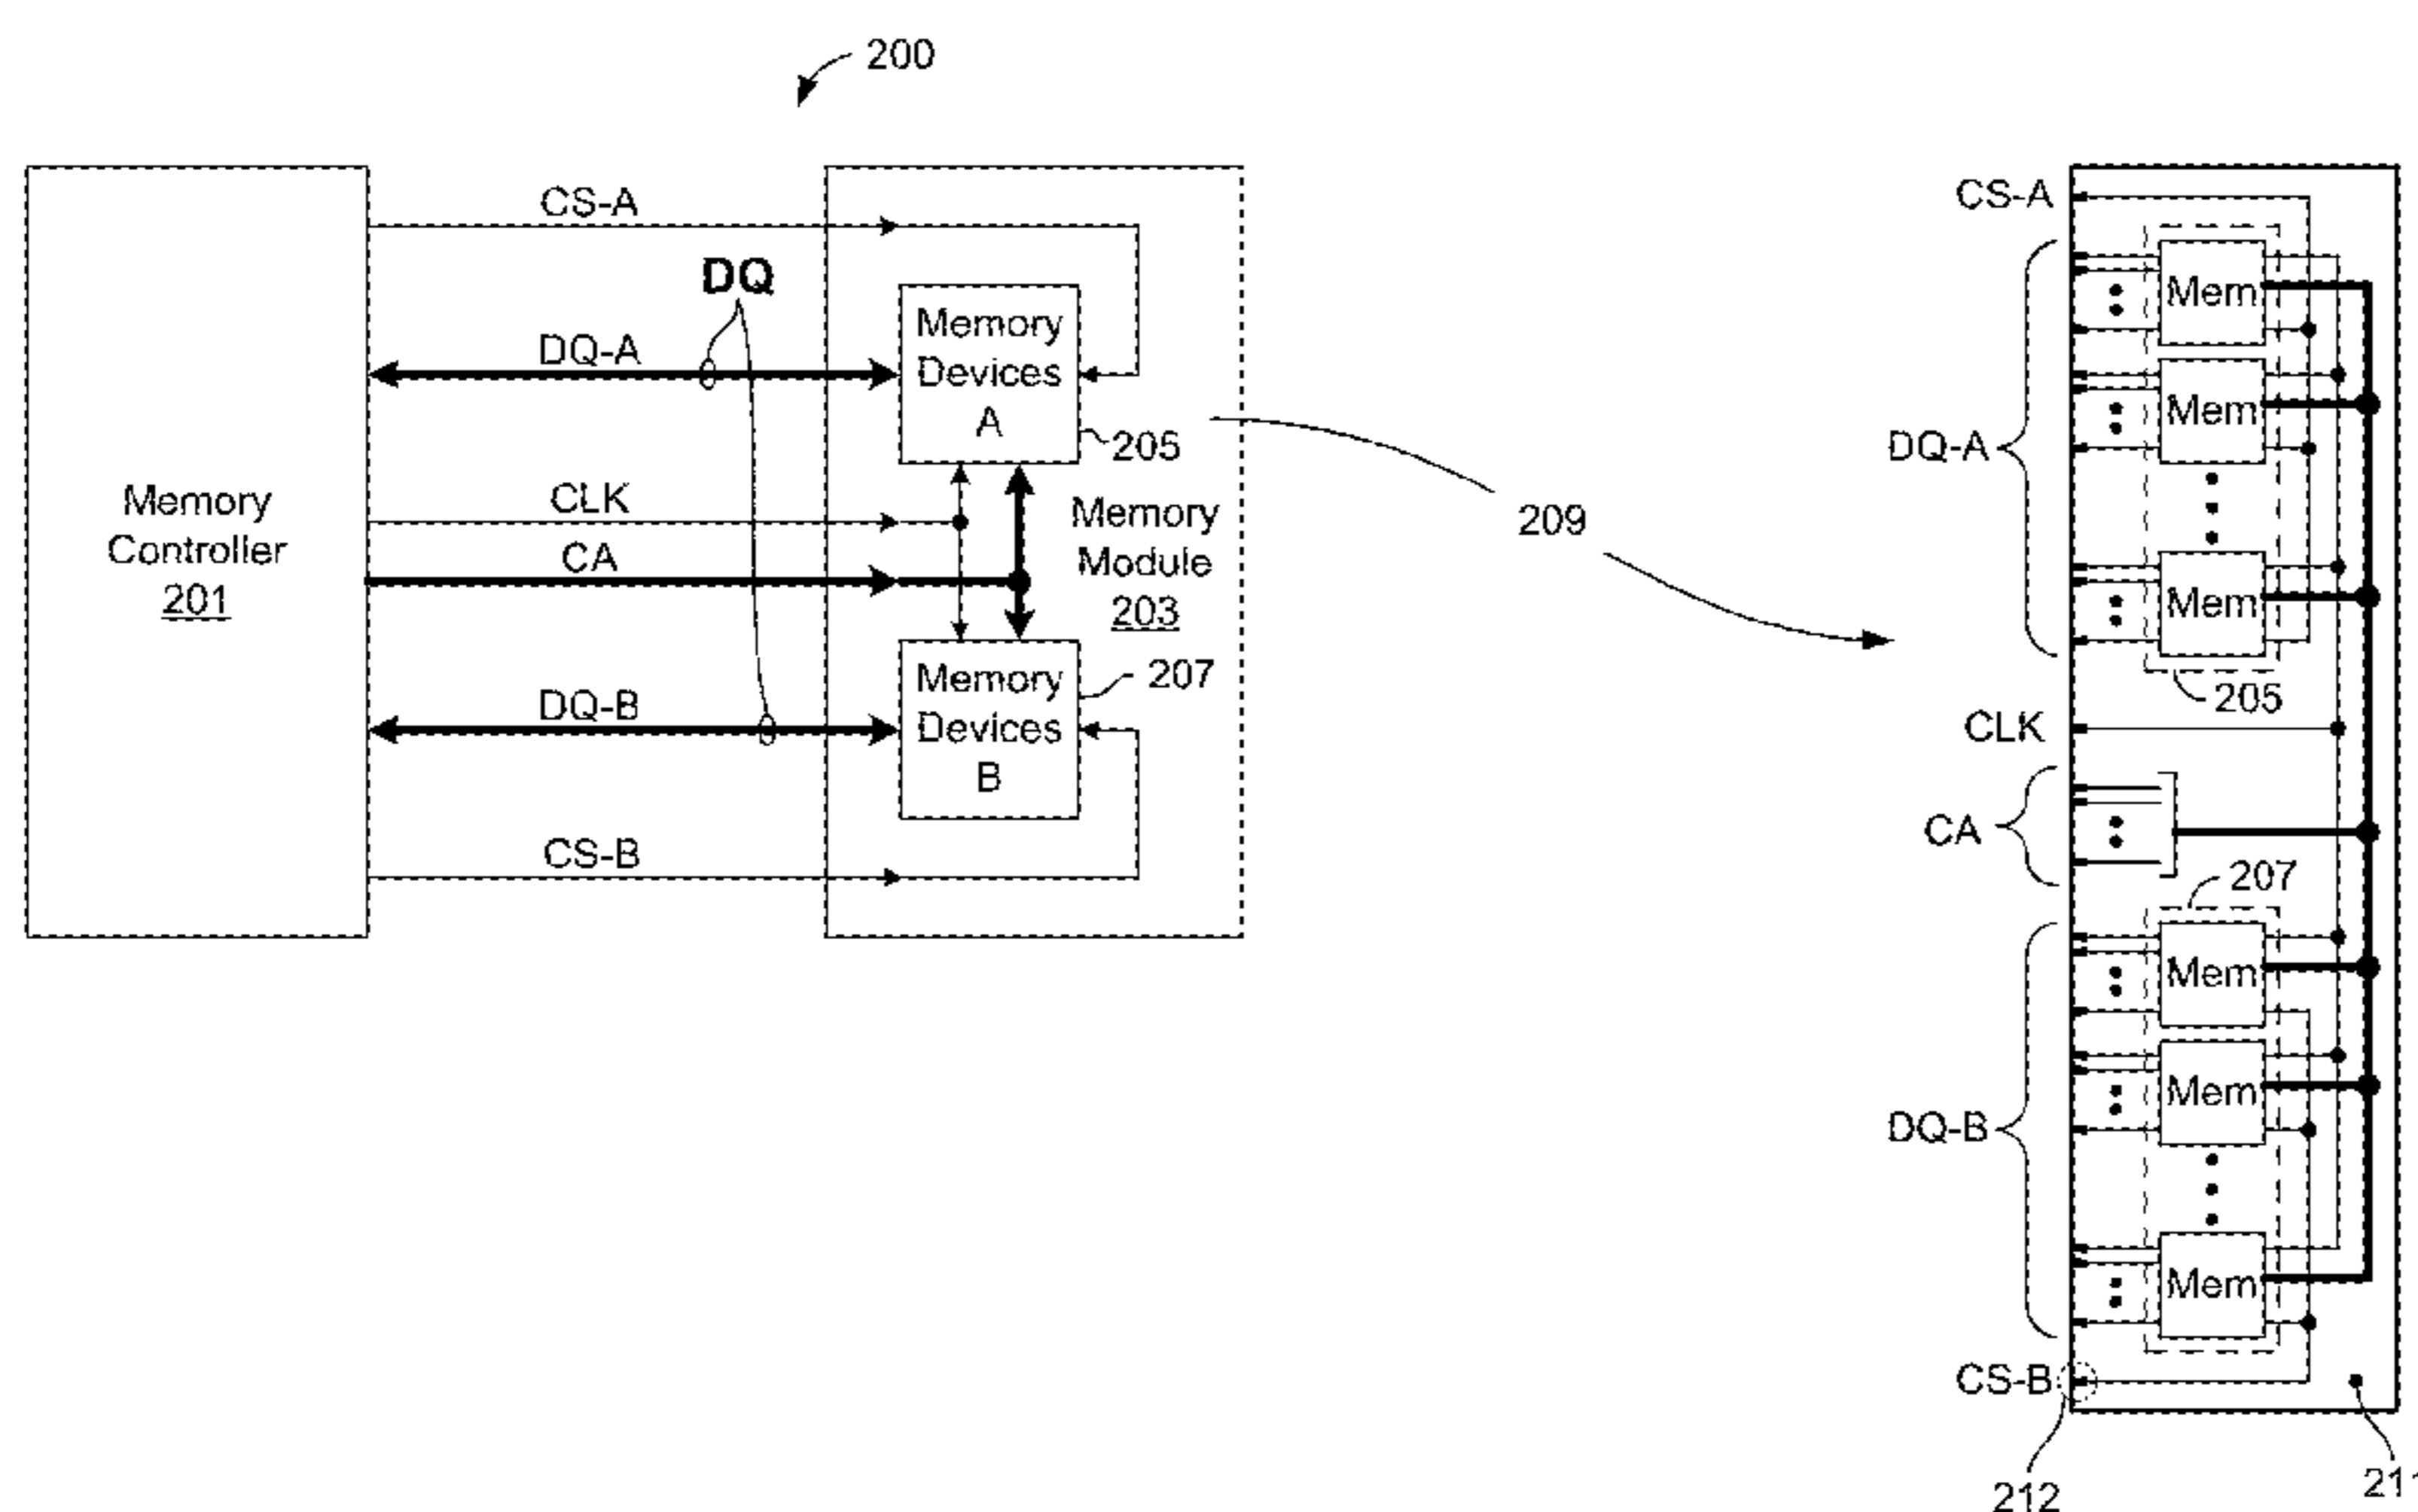 200
CS-A
DQ
DQ-A
CLK
CA
DQ-B
CS-B
Memory
Controller
201
Memory
Devices
A
205
Memory
Module
203
Memory
Devices
B
207
209
CS-A
DQ-A
Mem
Mem
Mem
205
CLK
CA
207
DQ-B
Mem
Mem
Mem
CS-B
212
211